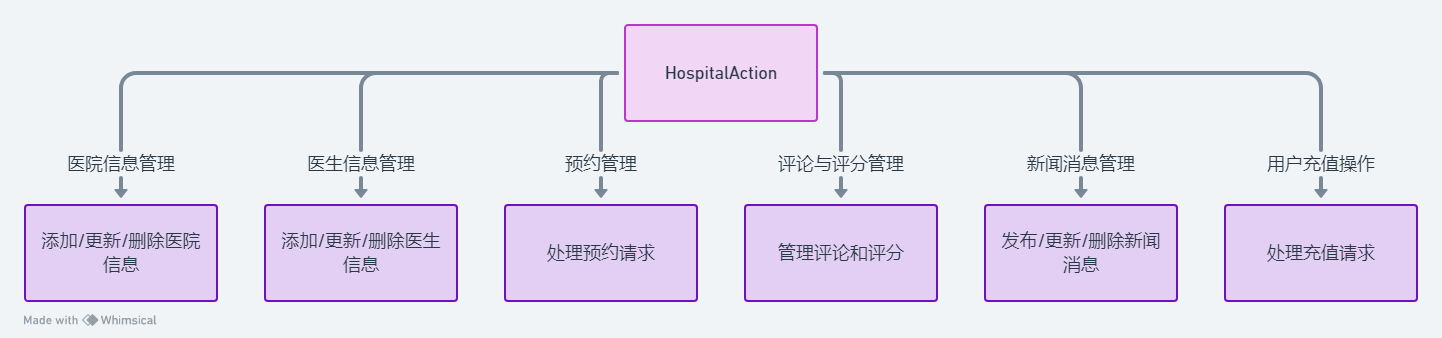 HospitalAction
医院信息管理
医生信息管理
预约管理
评论与评分管理
新闻消息管理
用户充值操作
添加/更新/删除医院
信息
添加/更新/删除医生
信息
处理预约请求
管理评论和评分
发布/更新/删除新闻
消息
处理充值请求
Made with Whimsical